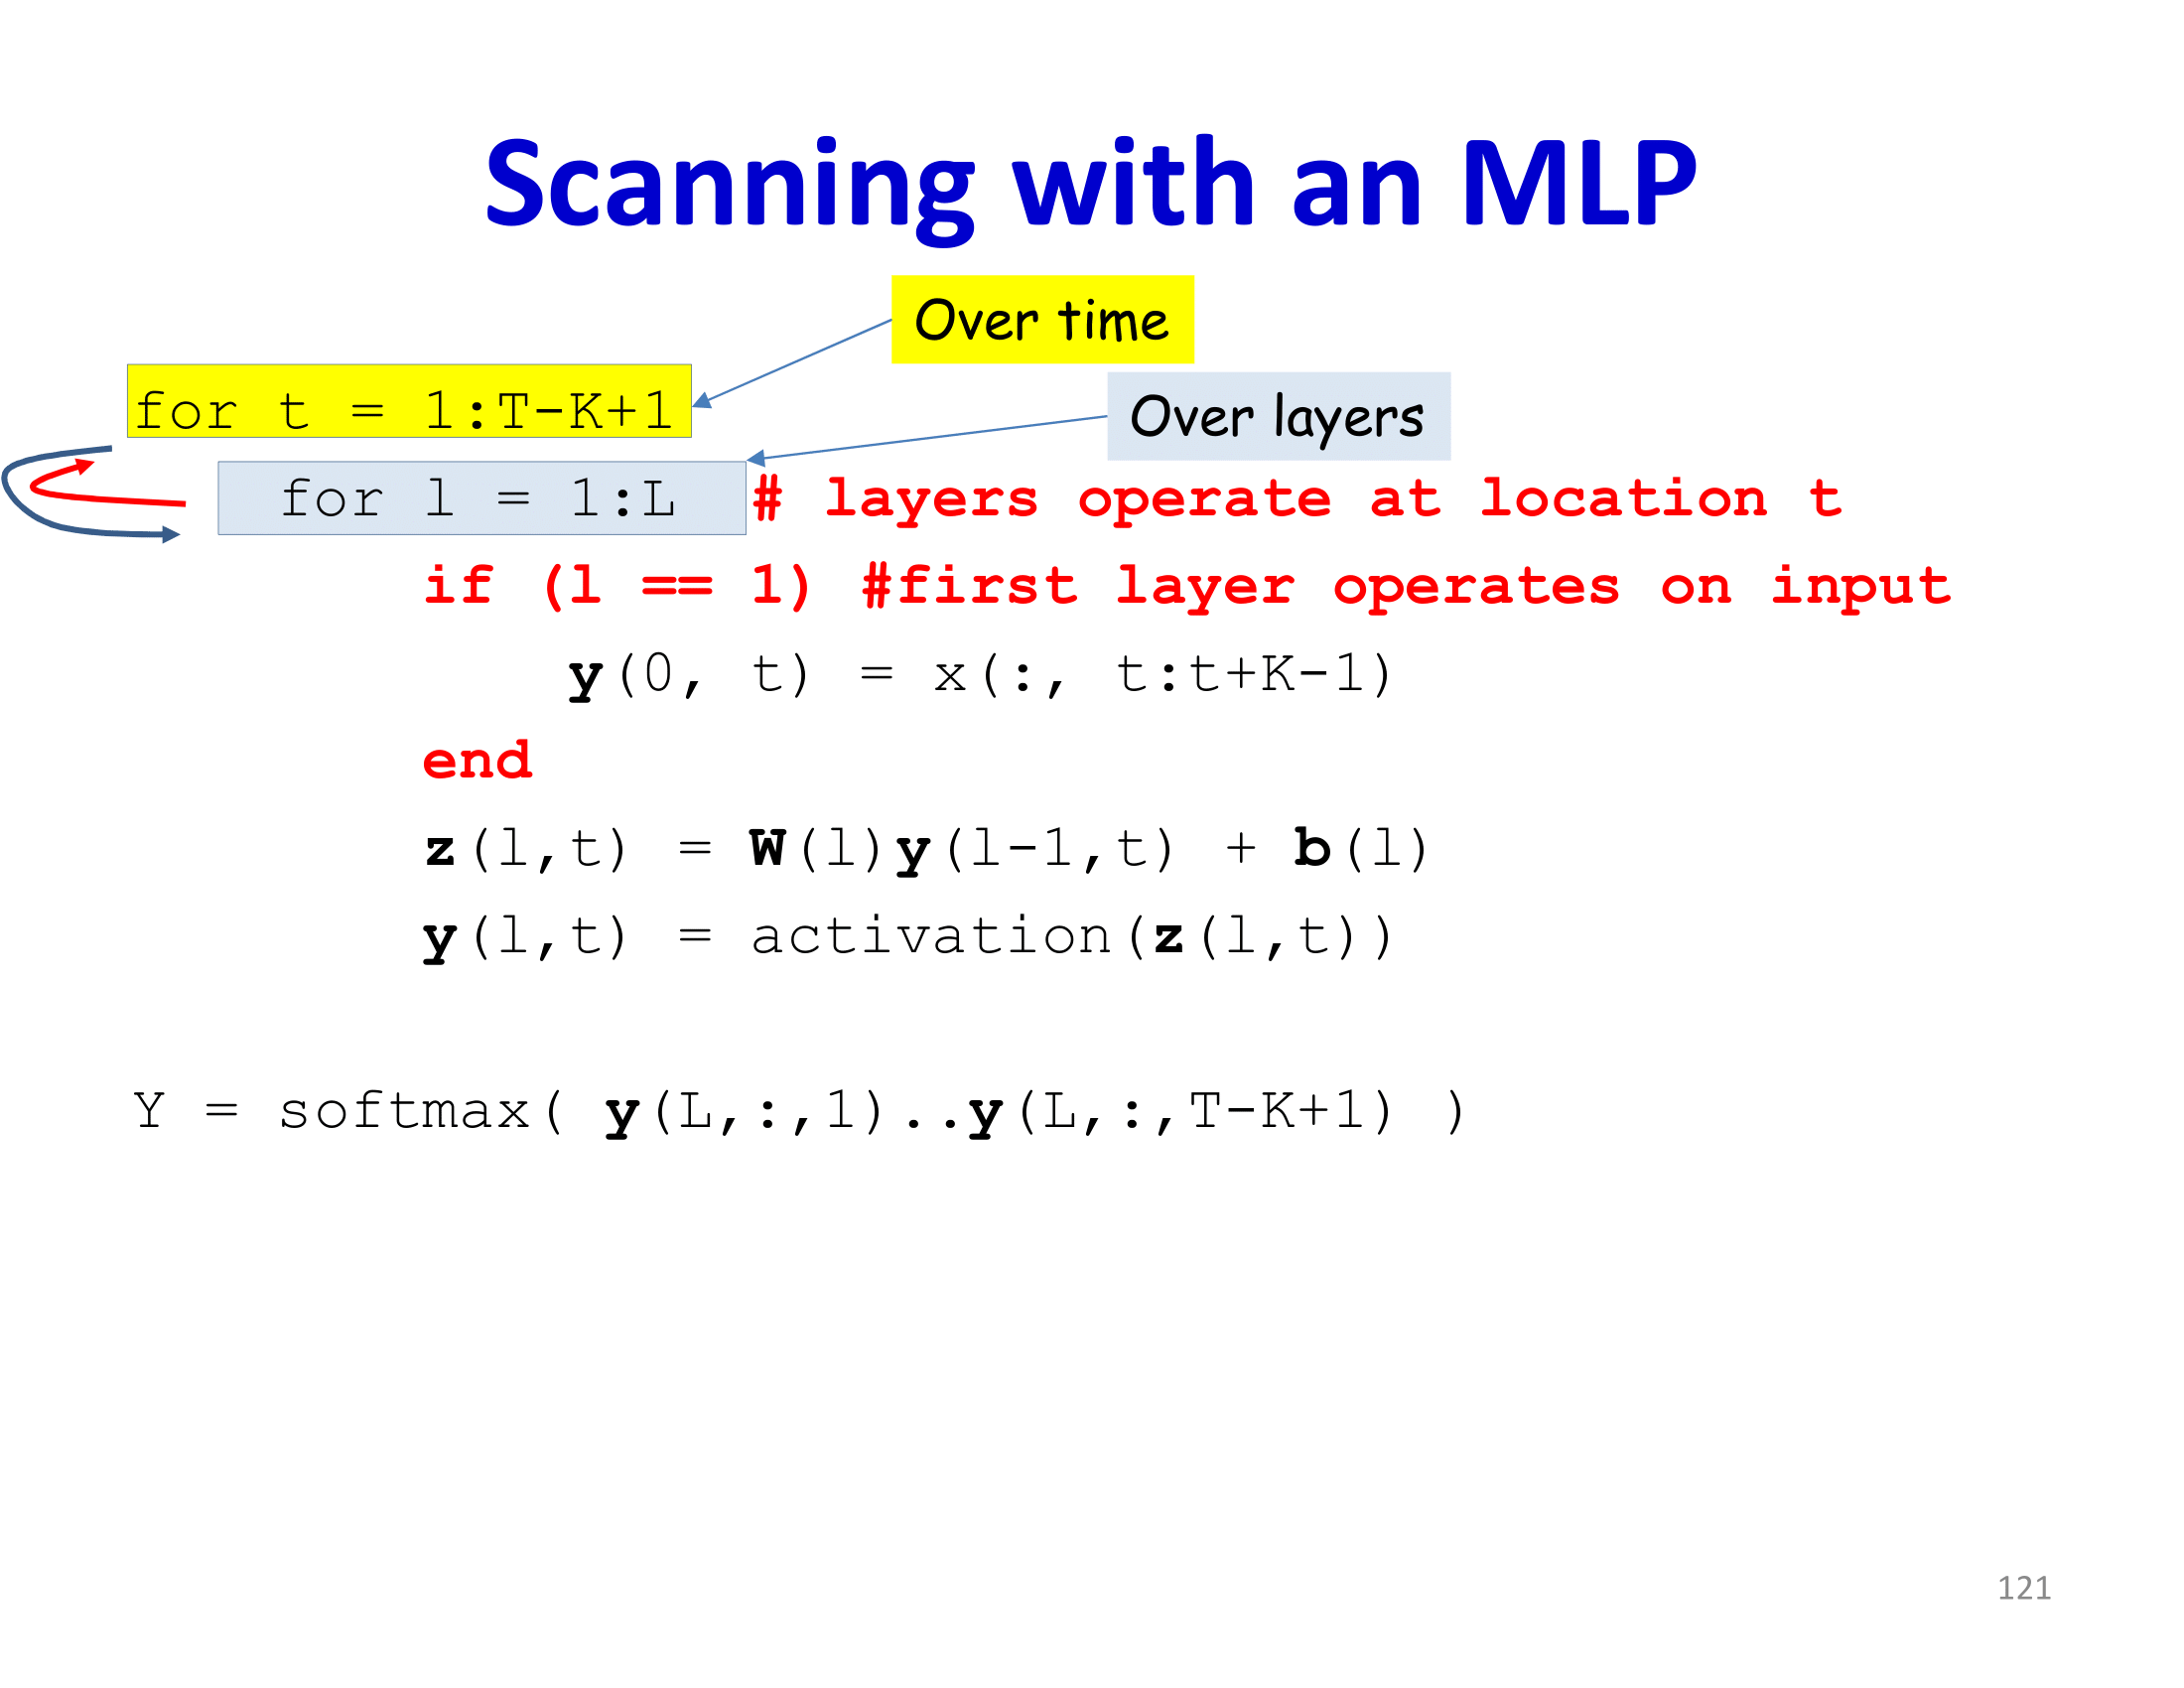 Scanning with an MLP
Over time
for t = 1:T-K+1
Over layers
for l = 1:L # layers operate at location t
if (l == 1) #first layer operates on input
y(0, t) = x(:, t:t+K-1)
end
z(l,t) = W(l)y(l-1,t) + b(l)
y(l,t) = activation(z(l,t))
Y = softmax( y(L,:,1)..y(L,:,T-K+1) )
121